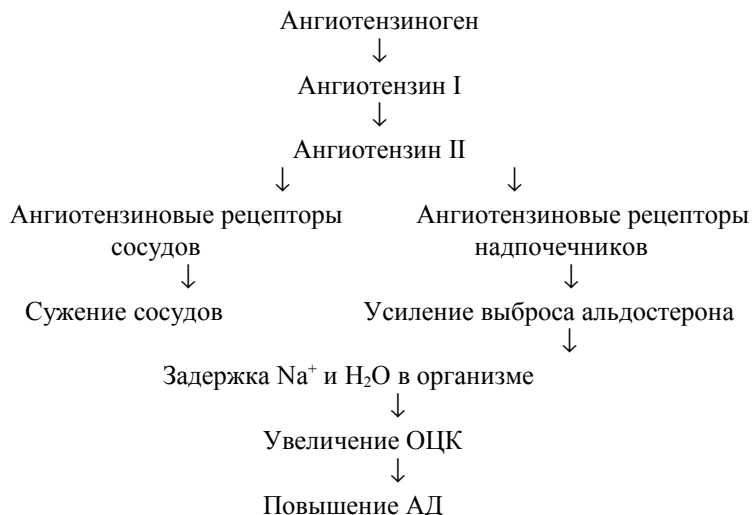 Ангиотензиноген
↓
Ангиотензин I
↓
Ангиотензин II
↓ ↓
Ангиотензиновые рецепторы сосудов
Ангиотензиновые рецепторы надпочечников
↓ ↓
Сужение сосудов Усиление выброса альдостерона
↓
Задержка Na⁺ и H₂O в организме
↓
Увеличение ОЦК
↓
Повышение АД